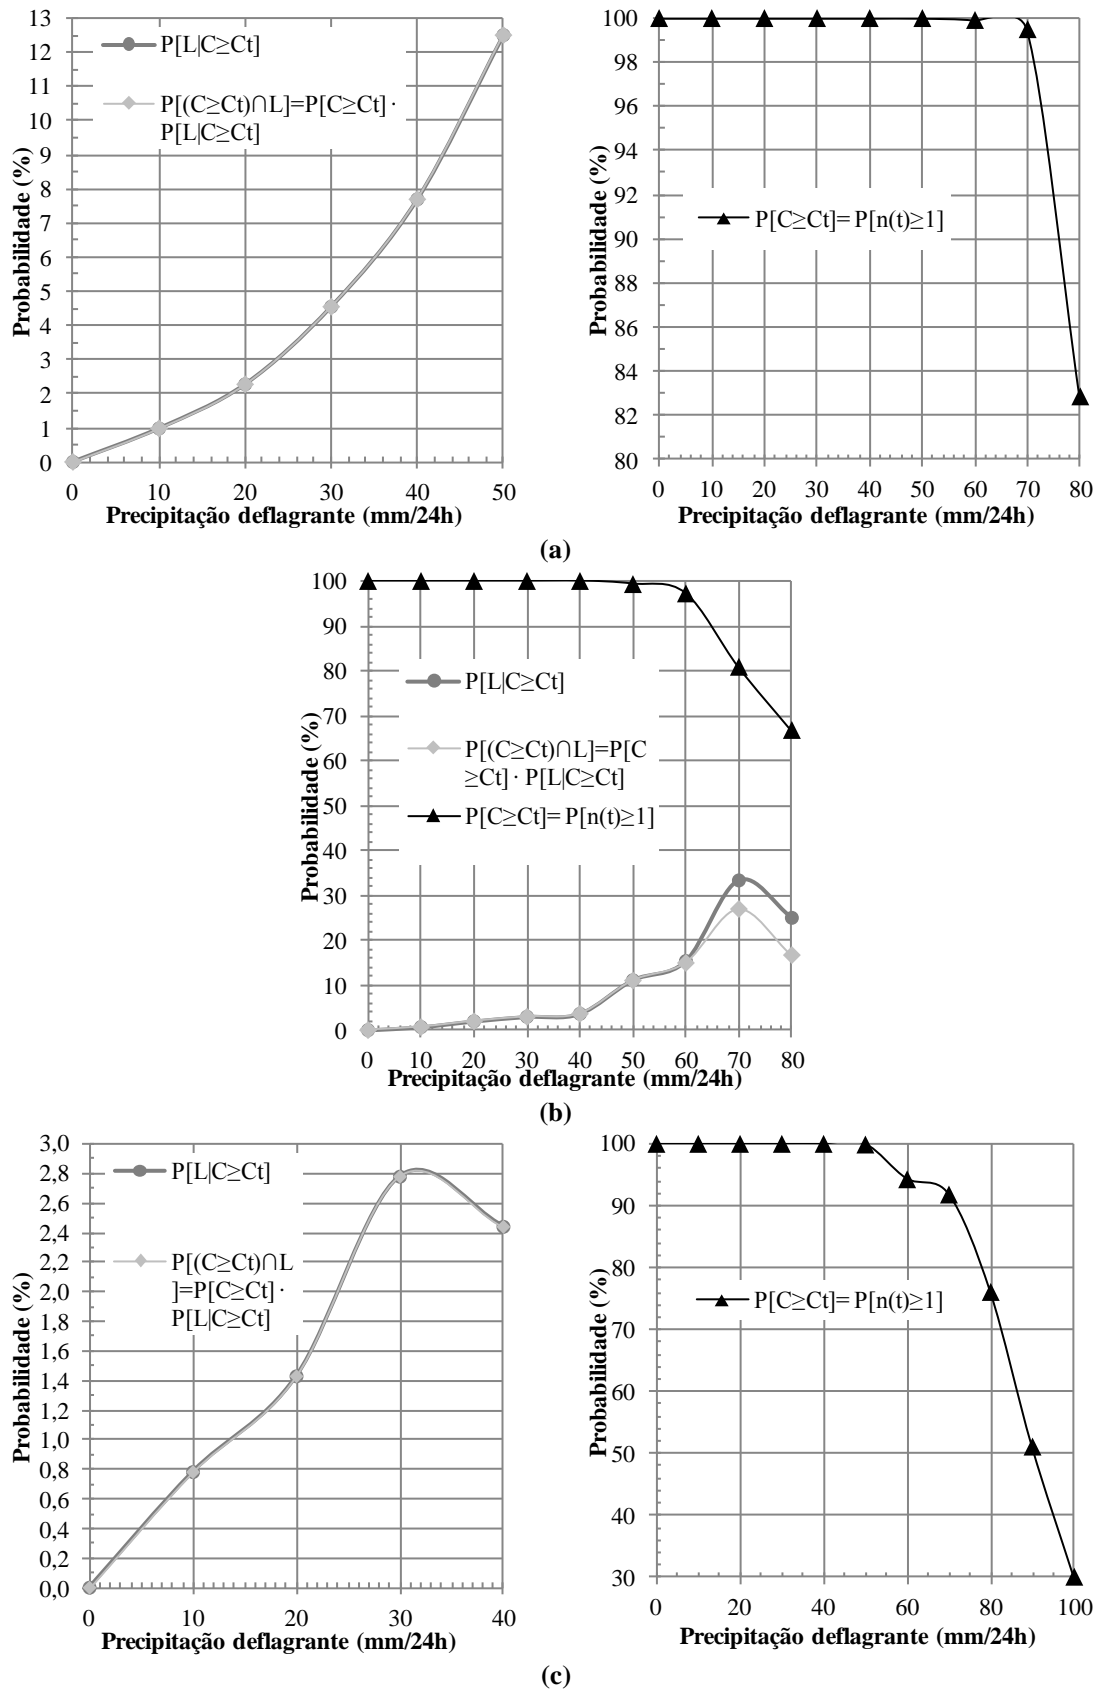 13
12
11
10
9
8
7
6
5
4
3
2
1
0
Probabilidade (%)
P[L|C≥Ct]
P[(C≥Ct)∩L]=P[C≥Ct] ·
P[L|C≥Ct]
0 10 20 30 40 50
Precipitação deflagrante (mm/24h)
100
98
96
94
92
90
88
86
84
82
80
Probabilidade (%)
P[C≥Ct]= P[n(t)≥1]
0 10 20 30 40 50 60 70 80
Precipitação deflagrante (mm/24h)
(a)
100
90
80
70
60
50
40
30
20
10
0
Probabilidade (%)
P[L|C≥Ct]
P[(C≥Ct)∩L]=P[C
≥Ct] · P[L|C≥Ct]
P[C≥Ct]= P[n(t)≥1]
0 10 20 30 40 50 60 70 80
Precipitação deflagrante (mm/24h)
(b)
3,0
2,8
2,6
2,4
2,2
2,0
1,8
1,6
1,4
1,2
1,0
0,8
0,6
0,4
0,2
0,0
Probabilidade (%)
P[L|C≥Ct]
P[(C≥Ct)∩L
]=P[C≥Ct] ·
P[L|C≥Ct]
0 10 20 30 40
Precipitação deflagrante (mm/24h)
100
90
80
70
60
50
40
30
Probabilidade (%)
P[C≥Ct]= P[n(t)≥1]
0 20 40 60 80 100
Precipitação deflagrante (mm/24h)
(c)